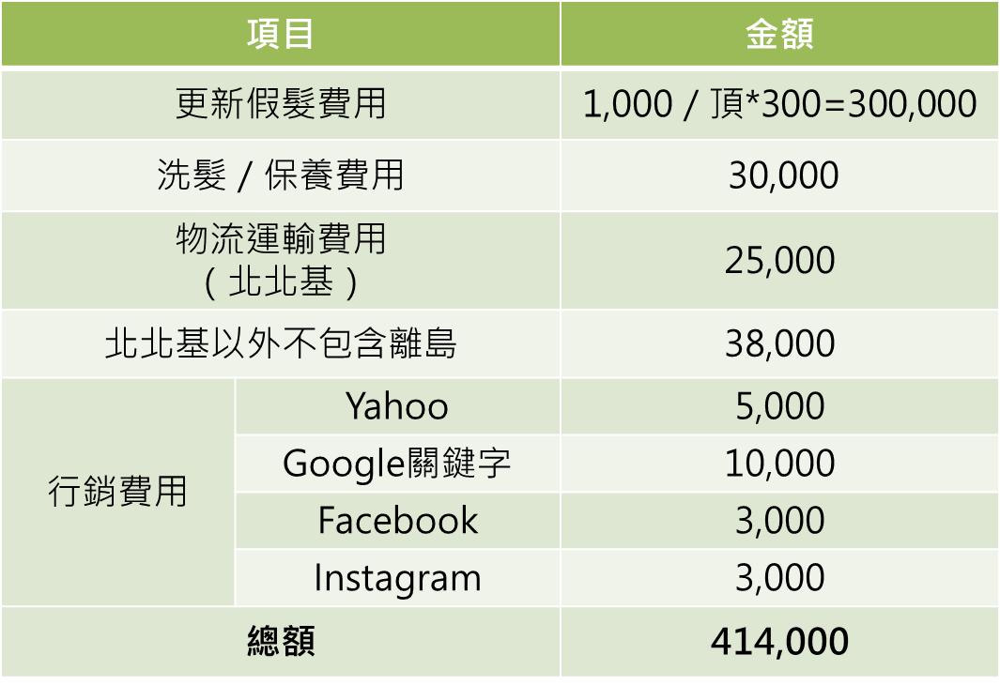 項目
金額
更新假髮費用
1,000 / 頂*300=300,000
洗髮 / 保養費用
30,000
物流運輸費用
( 北北基 )
25,000
北北基以外不包含離島
38,000
行銷費用
Yahoo
5,000
Google關鍵字
10,000
Facebook
3,000
Instagram
3,000
總額
414,000